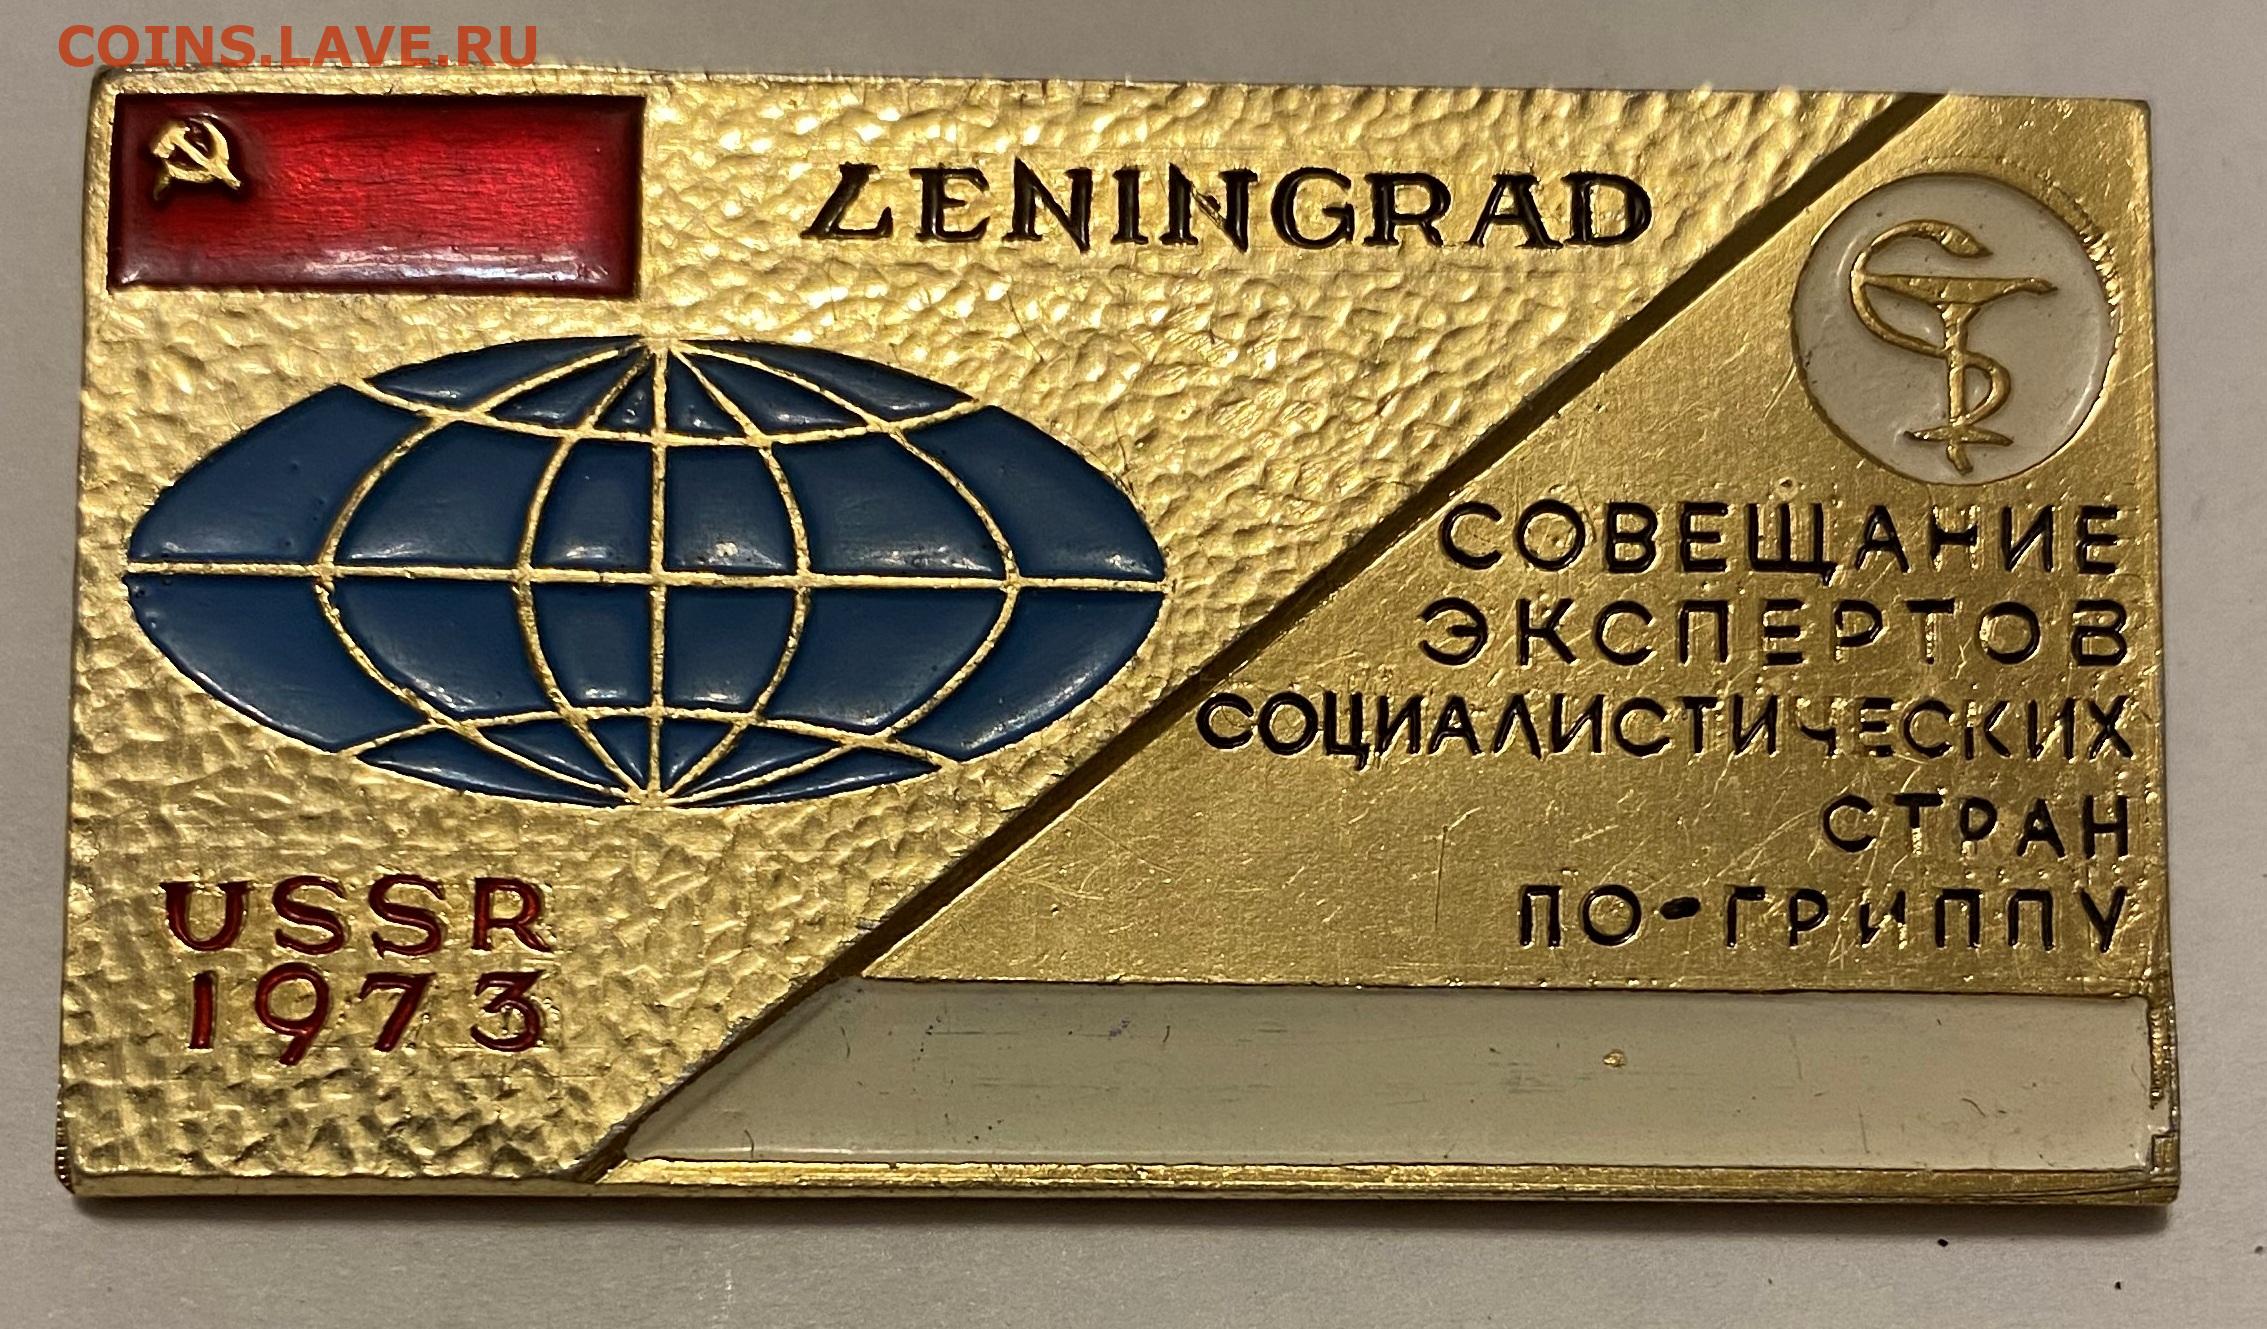 COINS.LAVE.RU
LENINGRAD
СОВЕЩАНИЕ
ЭКСПЕРТОВ
СОЦИАЛИСТИЧЕСКИХ
СТРАН
ПО-ГРИППУ
USSR
1973